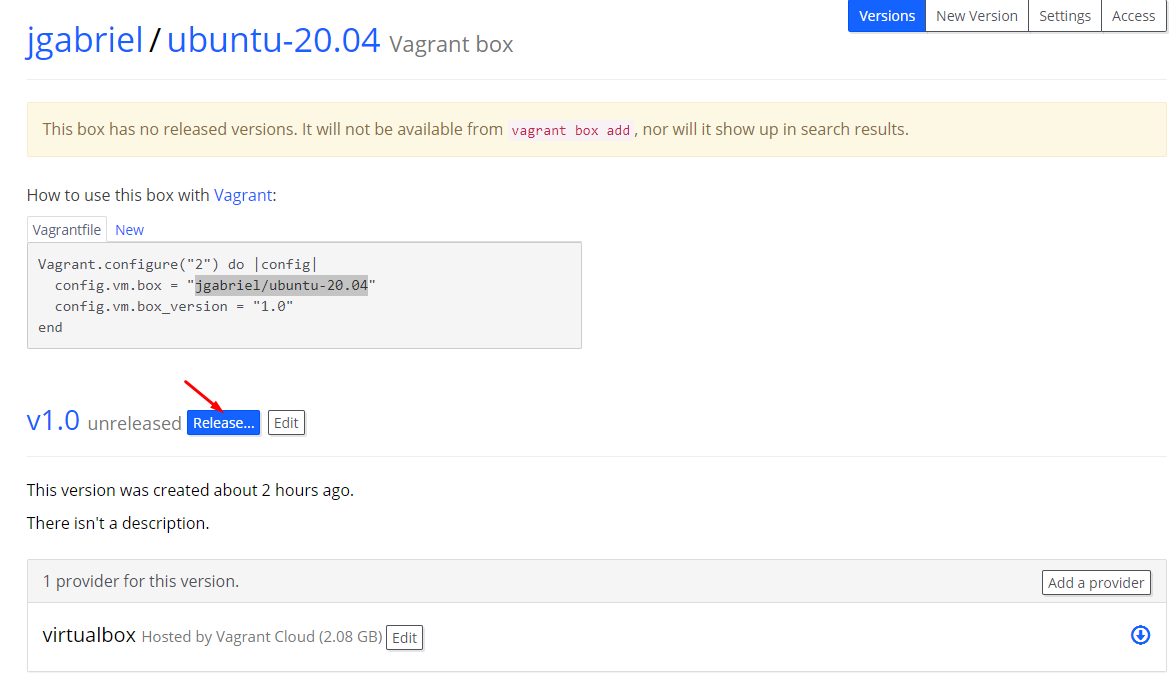 Versions New Version Settings Access
jgabriel / ubuntu-20.04 Vagrant box
This box has no released versions. It will not be available from vagrant box add, nor will it show up in search results.
How to use this box with Vagrant:
Vagrantfile New
Vagrant.configure("2") do |config|
  config.vm.box = "jgabriel/ubuntu-20.04"
  config.vm.box_version = "1.0"
end
v1.0 unreleased Release... Edit
This version was created about 2 hours ago.
There isn't a description.
1 provider for this version. Add a provider
virtualbox Hosted by Vagrant Cloud (2.08 GB) Edit